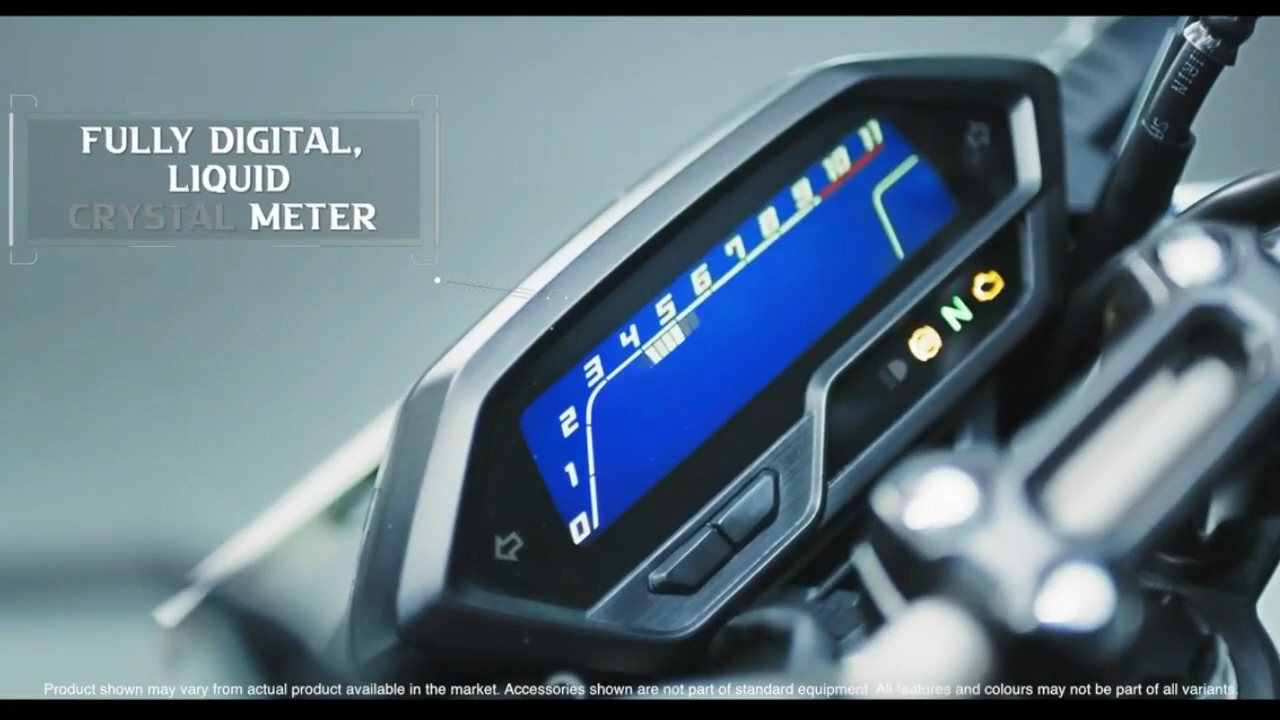 FULLY DIGITAL,
LIQUID
CRYSTAL METER
0
1
2
3
4
5
6
7
8
9
10
11
N
Product shown may vary from actual product available in the market. Accessories shown are not part of standard equipment. All features and colours may not be part of all variants.